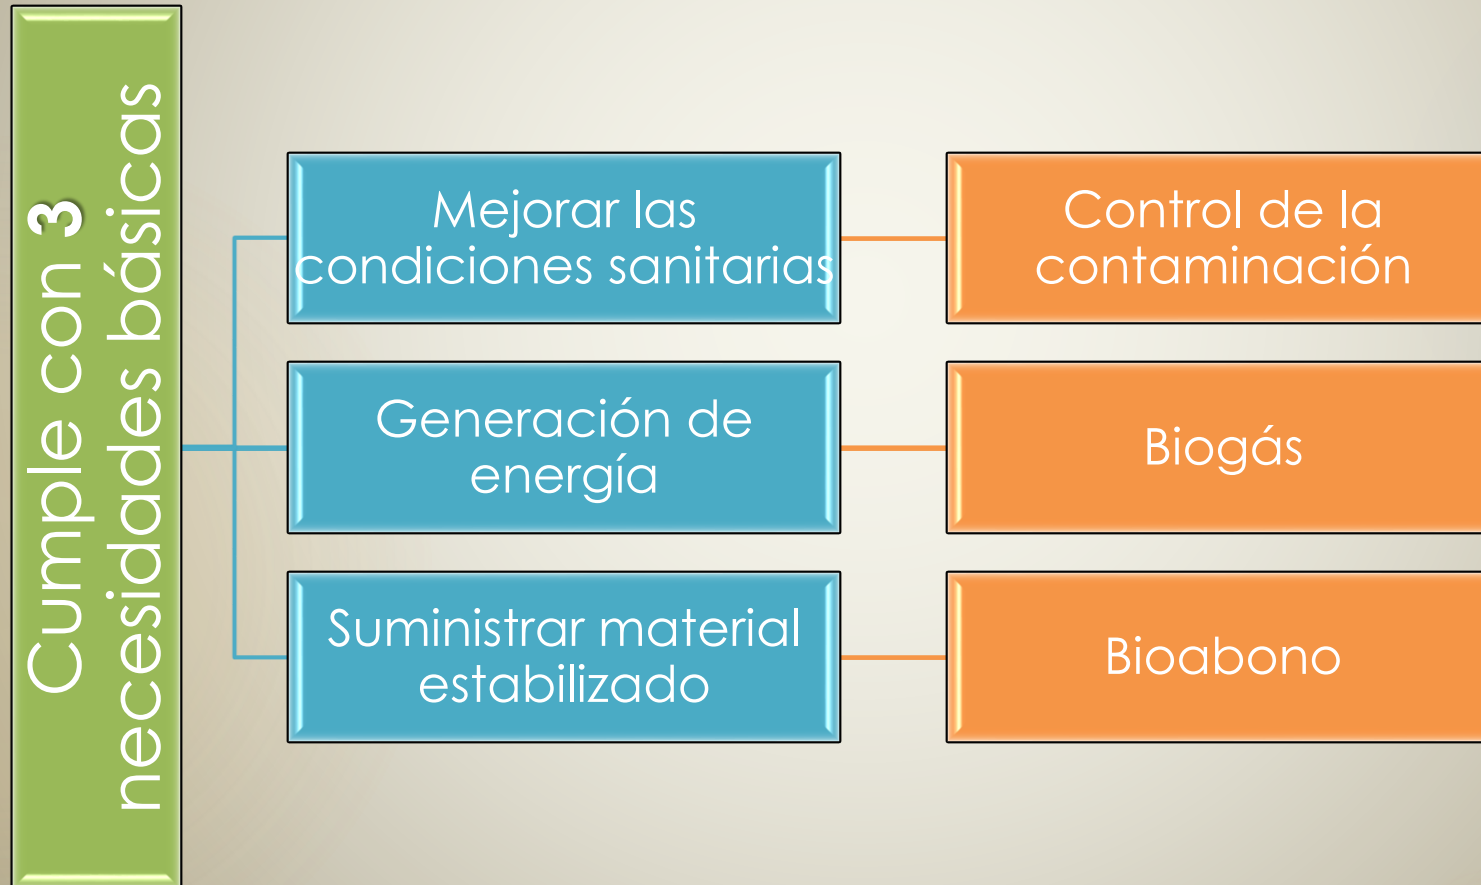 Cumple con 3
necesidades básicas
Mejorar las
condiciones sanitarias
Control de la
contaminación
Generación de
energía
Biogás
Suministrar material
estabilizado
Bioabono